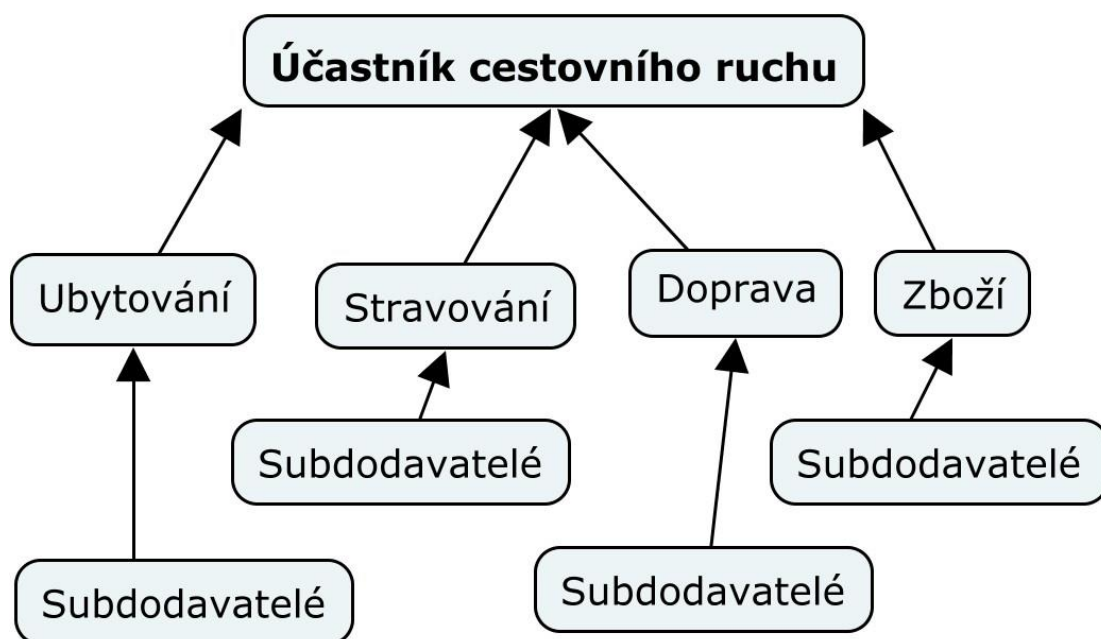 Účastník cestovního ruchu
Ubytování
Stravování
Doprava
Zboží
Subdodavatelé
Subdodavatelé
Subdodavatelé
Subdodavatelé